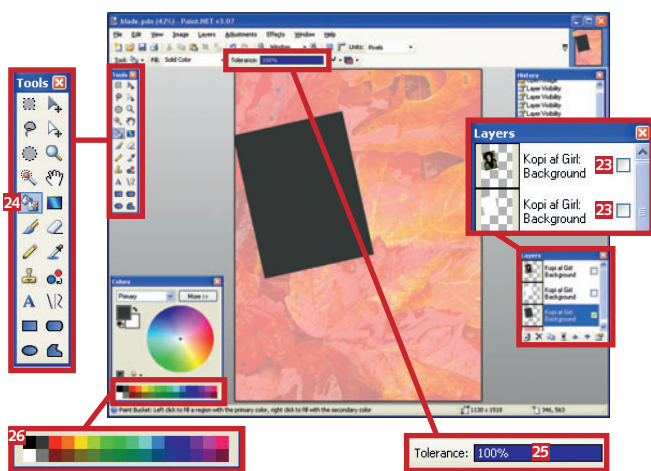 blade.pdn (42%) - Paint.NET v3.07
File Edit View Image Layers Adjustments Effects Window Help
Window Units: Pixels
Tool: Fill: Solid Color Tolerance: 100%
Tools
Tools
24
History
Layer Visibility
Layer Visibility
Layer Visibility
Layers
Kopi af Girl:
Background
23
Kopi af Girl:
Background
23
Layers
Kopi af Girl:
Background
Kopi af Girl:
Background
Kopi af Girl:
Background
Colors
Primary More >>
Paint Bucket: Left click to fill a region with the primary color, right click to fill with the secondary color
1130 x 1518 346, 563
26
Tolerance: 100% 25